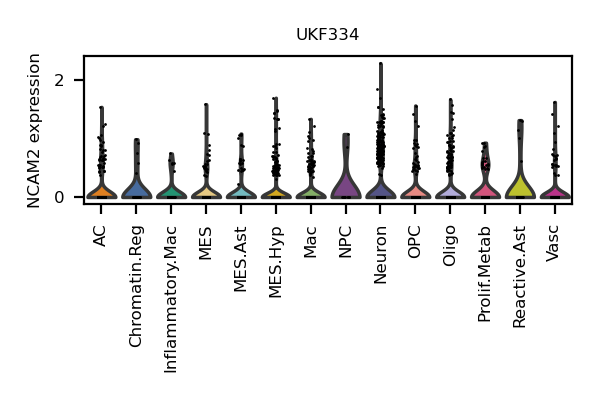 UKF334
NCAM2 expression
2
0
AC
Chromatin.Reg
Inflammatory.Mac
MES
MES.Ast
MES.Hyp
Mac
NPC
Neuron
OPC
Oligo
Prolif.Metab
Reactive.Ast
Vasc